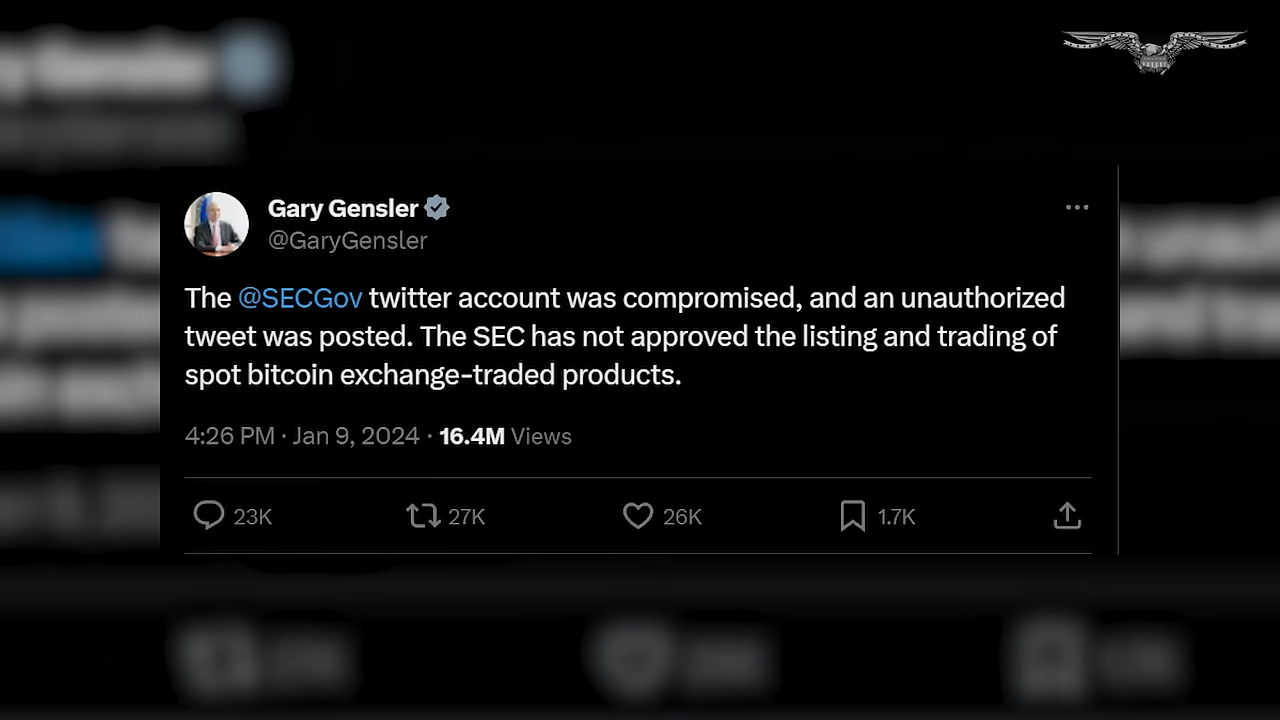 Gary Gensler
@GaryGensler
The @SECGov twitter account was compromised, and an unauthorized
tweet was posted. The SEC has not approved the listing and trading of
spot bitcoin exchange-traded products.
4:26 PM · Jan 9, 2024 · 16.4M Views
23K 27K 26K 1.7K